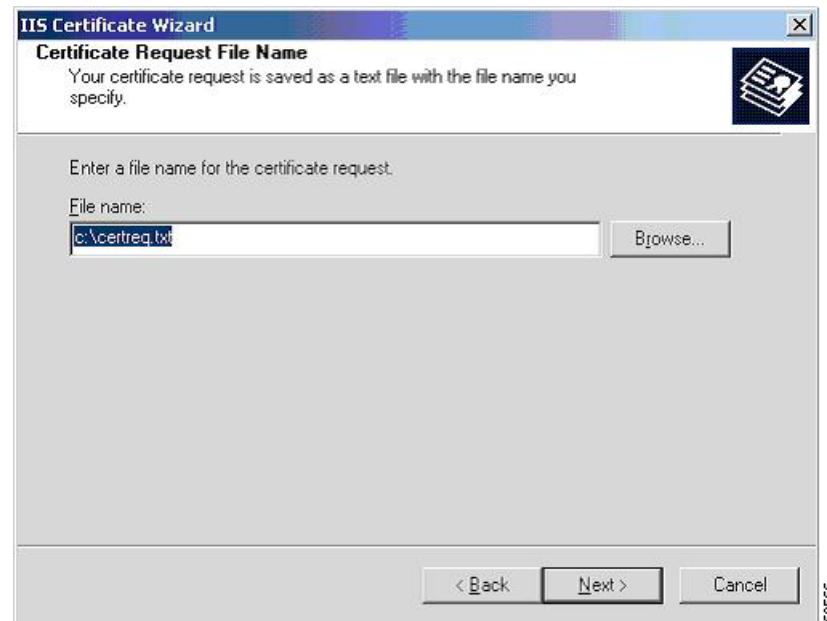 IIS Certificate Wizard
Certificate Request File Name
Your certificate request is saved as a text file with the file name you
specify.
Enter a file name for the certificate request.
File name:
c:\certreq.txt
Browse...
< Back
Next >
Cancel